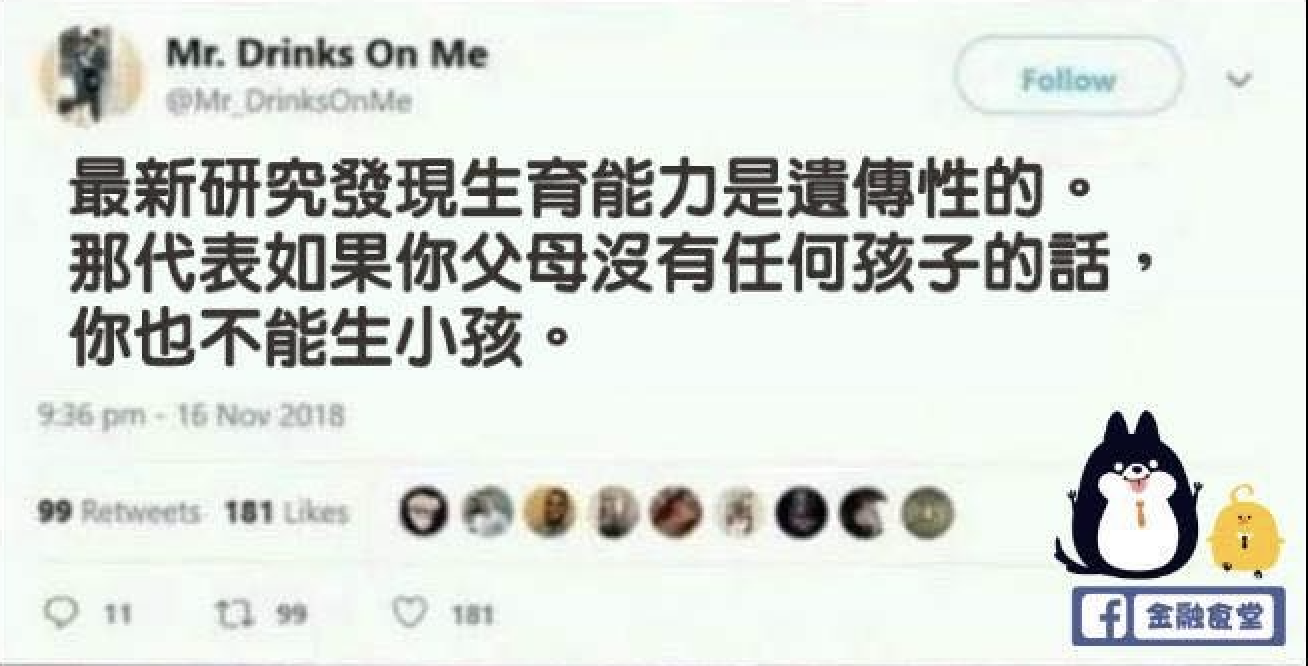 Mr. Drinks On Me
@Mr_DrinksOnMe
Follow
最新研究發現生育能力是遺傳性的。
那代表如果你父母沒有任何孩子的話，
你也不能生小孩。
9:36 pm - 16 Nov 2018
99 Retweets 181 Likes
11 99 181
f 金融食堂